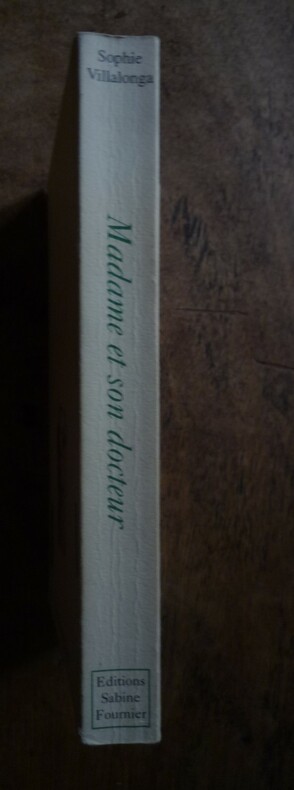 Sophie
Villalonga
Madame et son docteur
Editions
Sabine
Fournier